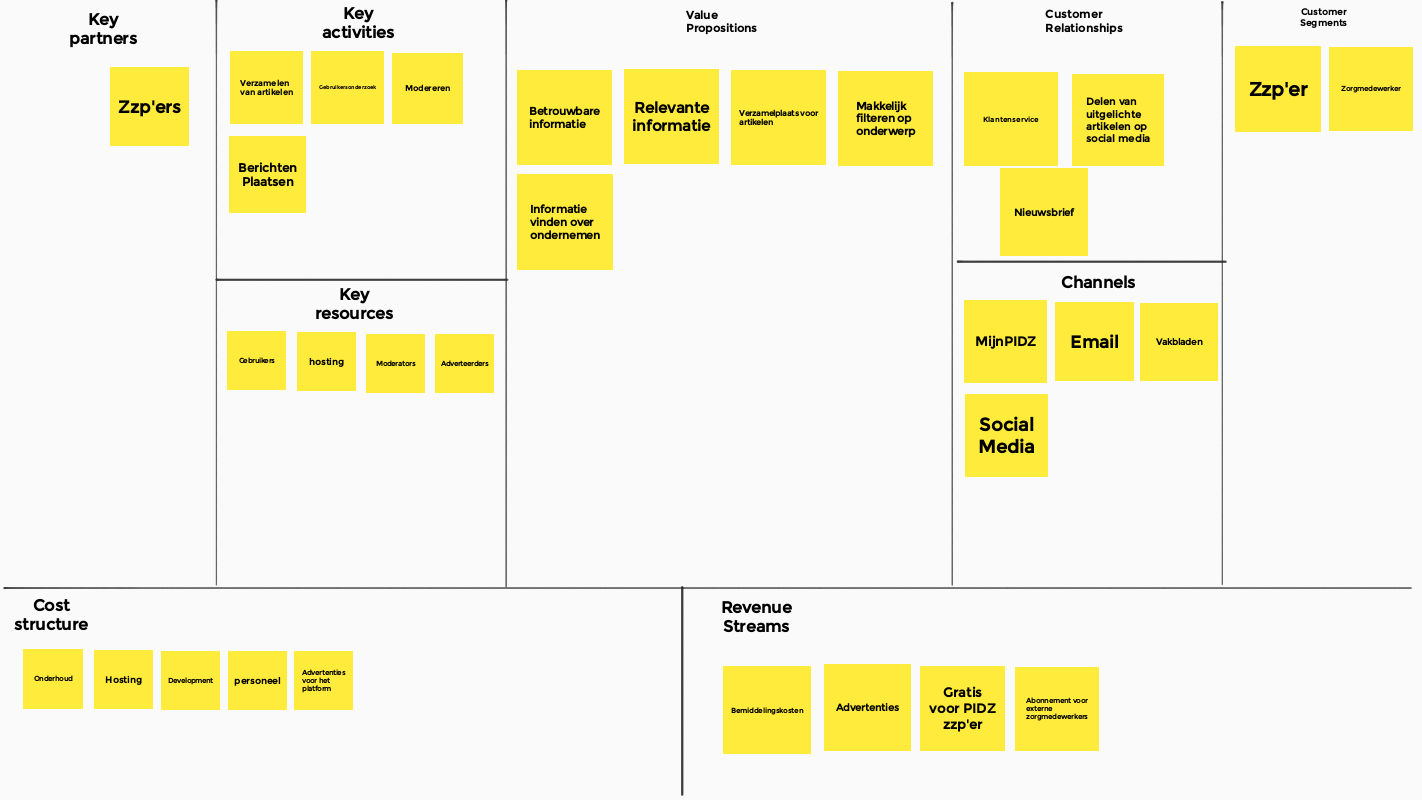 Key
partners
Zzp'ers
Key
activities
Verzamelen
van artikelen
Gebruikersonderzoek
Modereren
Berichten
Plaatsen
Key
resources
Gebruikers
hosting
Moderators
Adverteerders
Value
Propositions
Betrouwbare
informatie
Relevante
informatie
Verzamelplaats voor
artikelen
Makkelijk
filteren op
onderwerp
Informatie
vinden over
ondernemen
Customer
Relationships
Klantenservice
Delen van
uitgelichte
artikelen op
social media
Nieuwsbrief
Channels
MijnPIDZ
Email
Vakbladen
Social
Media
Customer
Segments
Zzp'er
Zorgmedewerker
Cost
structure
Onderhoud
Hosting
Development
personeel
Advertenties
voor het
platform
Revenue
Streams
Bemiddelingskosten
Advertenties
Gratis
voor PIDZ
zzp'er
Abonnement voor
externe
zorgmedewerkers